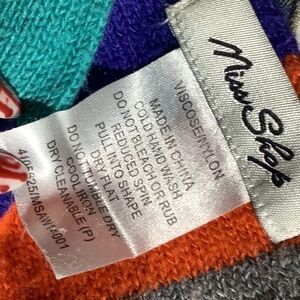 Miss Shop
VISCOSE/NYLON
MADE IN CHINA
COLD HAND WASH
DO NOT BLEACH OR RUB
REDUCED SPIN
PULL INTO SHAPE
DRY FLAT
DO NOT TUMBLE DRY
COOL IRON
DRY CLEANABLE (P)